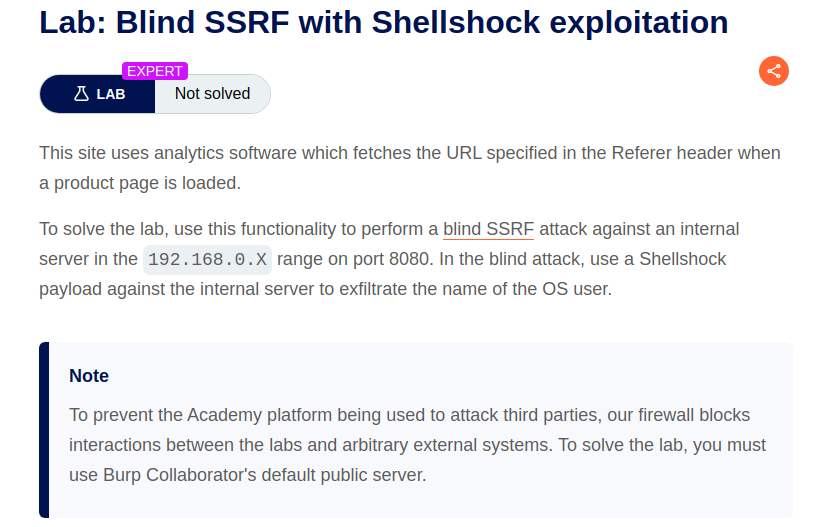 Lab: Blind SSRF with Shellshock exploitation
EXPERT
LAB Not solved
This site uses analytics software which fetches the URL specified in the Referer header when
a product page is loaded.
To solve the lab, use this functionality to perform a blind SSRF attack against an internal
server in the 192.168.0.X range on port 8080. In the blind attack, use a Shellshock
payload against the internal server to exfiltrate the name of the OS user.
Note
To prevent the Academy platform being used to attack third parties, our firewall blocks
interactions between the labs and arbitrary external systems. To solve the lab, you must
use Burp Collaborator's default public server.